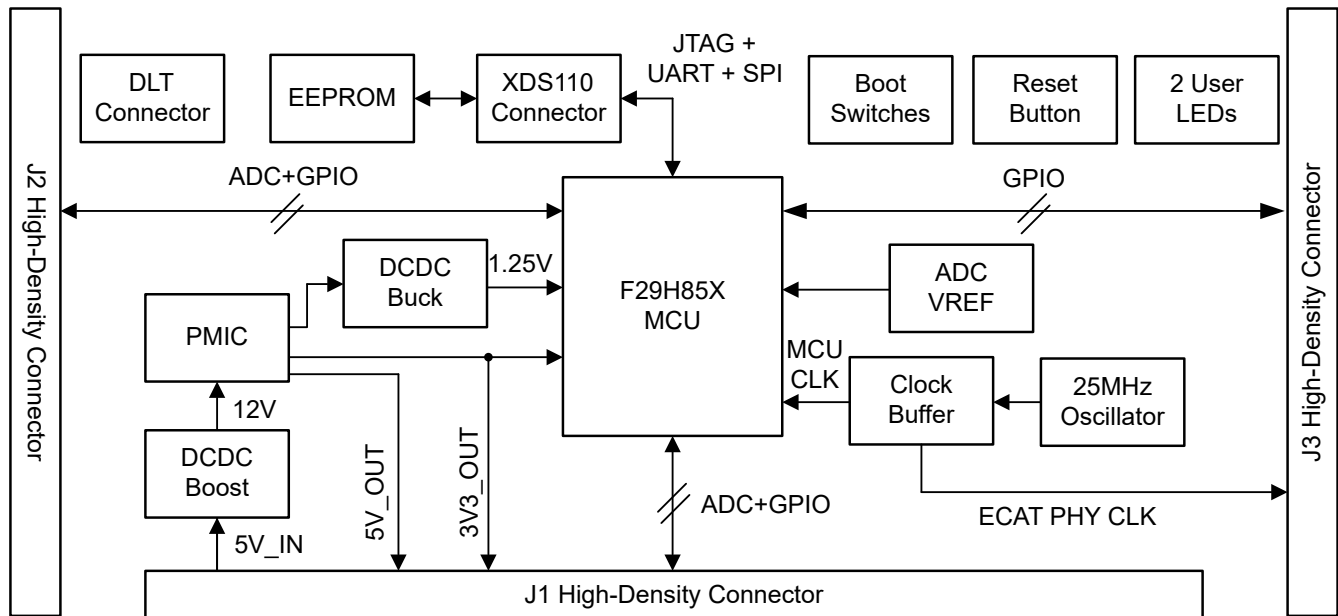 JTAG +
UART + SPI
DLT
Connector
EEPROM
XDS110
Connector
Boot
Switches
Reset
Button
2 User
LEDs
J2 High-Density Connector
ADC+GPIO
GPIO
J3 High-Density Connector
DCDC
Buck
1.25V
F29H85X
MCU
ADC
VREF
PMIC
MCU
CLK
Clock
Buffer
25MHz
Oscillator
12V
DCDC
Boost
5V_OUT
3V3_OUT
ADC+GPIO
ECAT PHY CLK
5V_IN
J1 High-Density Connector